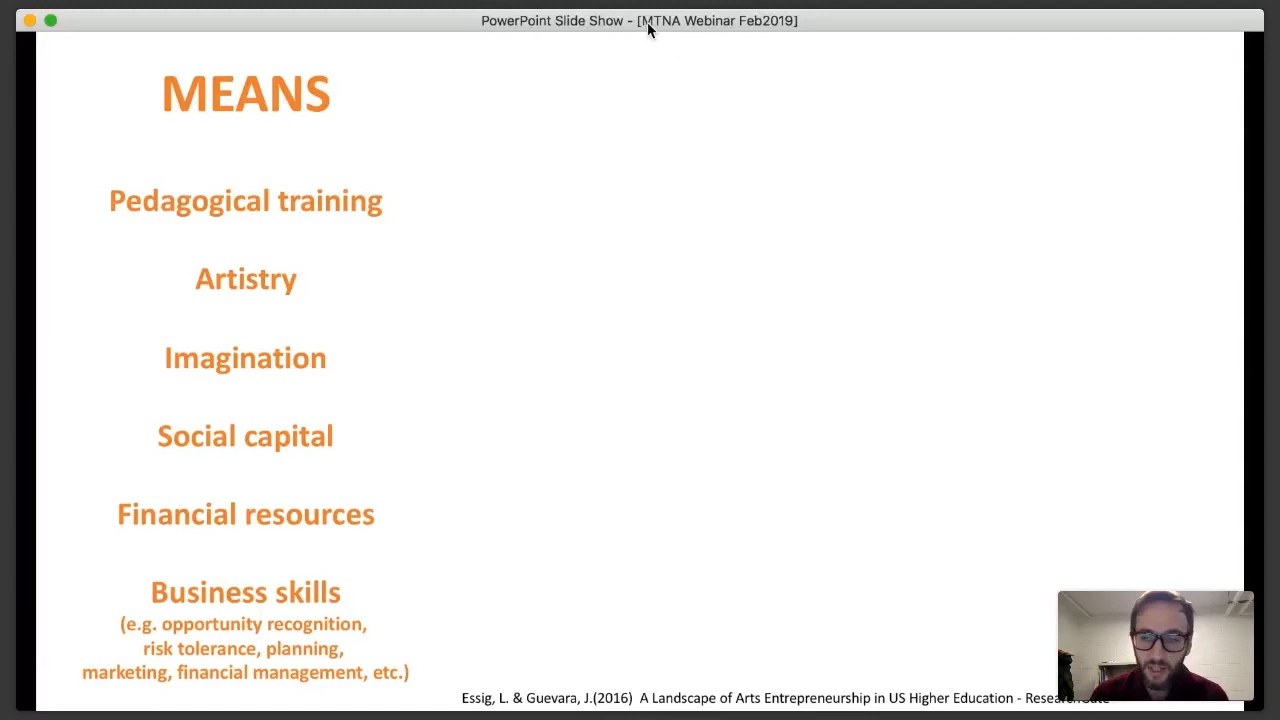 PowerPoint Slide Show - [MTNA Webinar Feb2019]
MEANS
Pedagogical training
Artistry
Imagination
Social capital
Financial resources
Business skills
(e.g. opportunity recognition,
risk tolerance, planning,
marketing, financial management, etc.)
Essig, L. & Guevara, J.(2016)  A Landscape of Arts Entrepreneurship in US Higher Education - ResearchGate